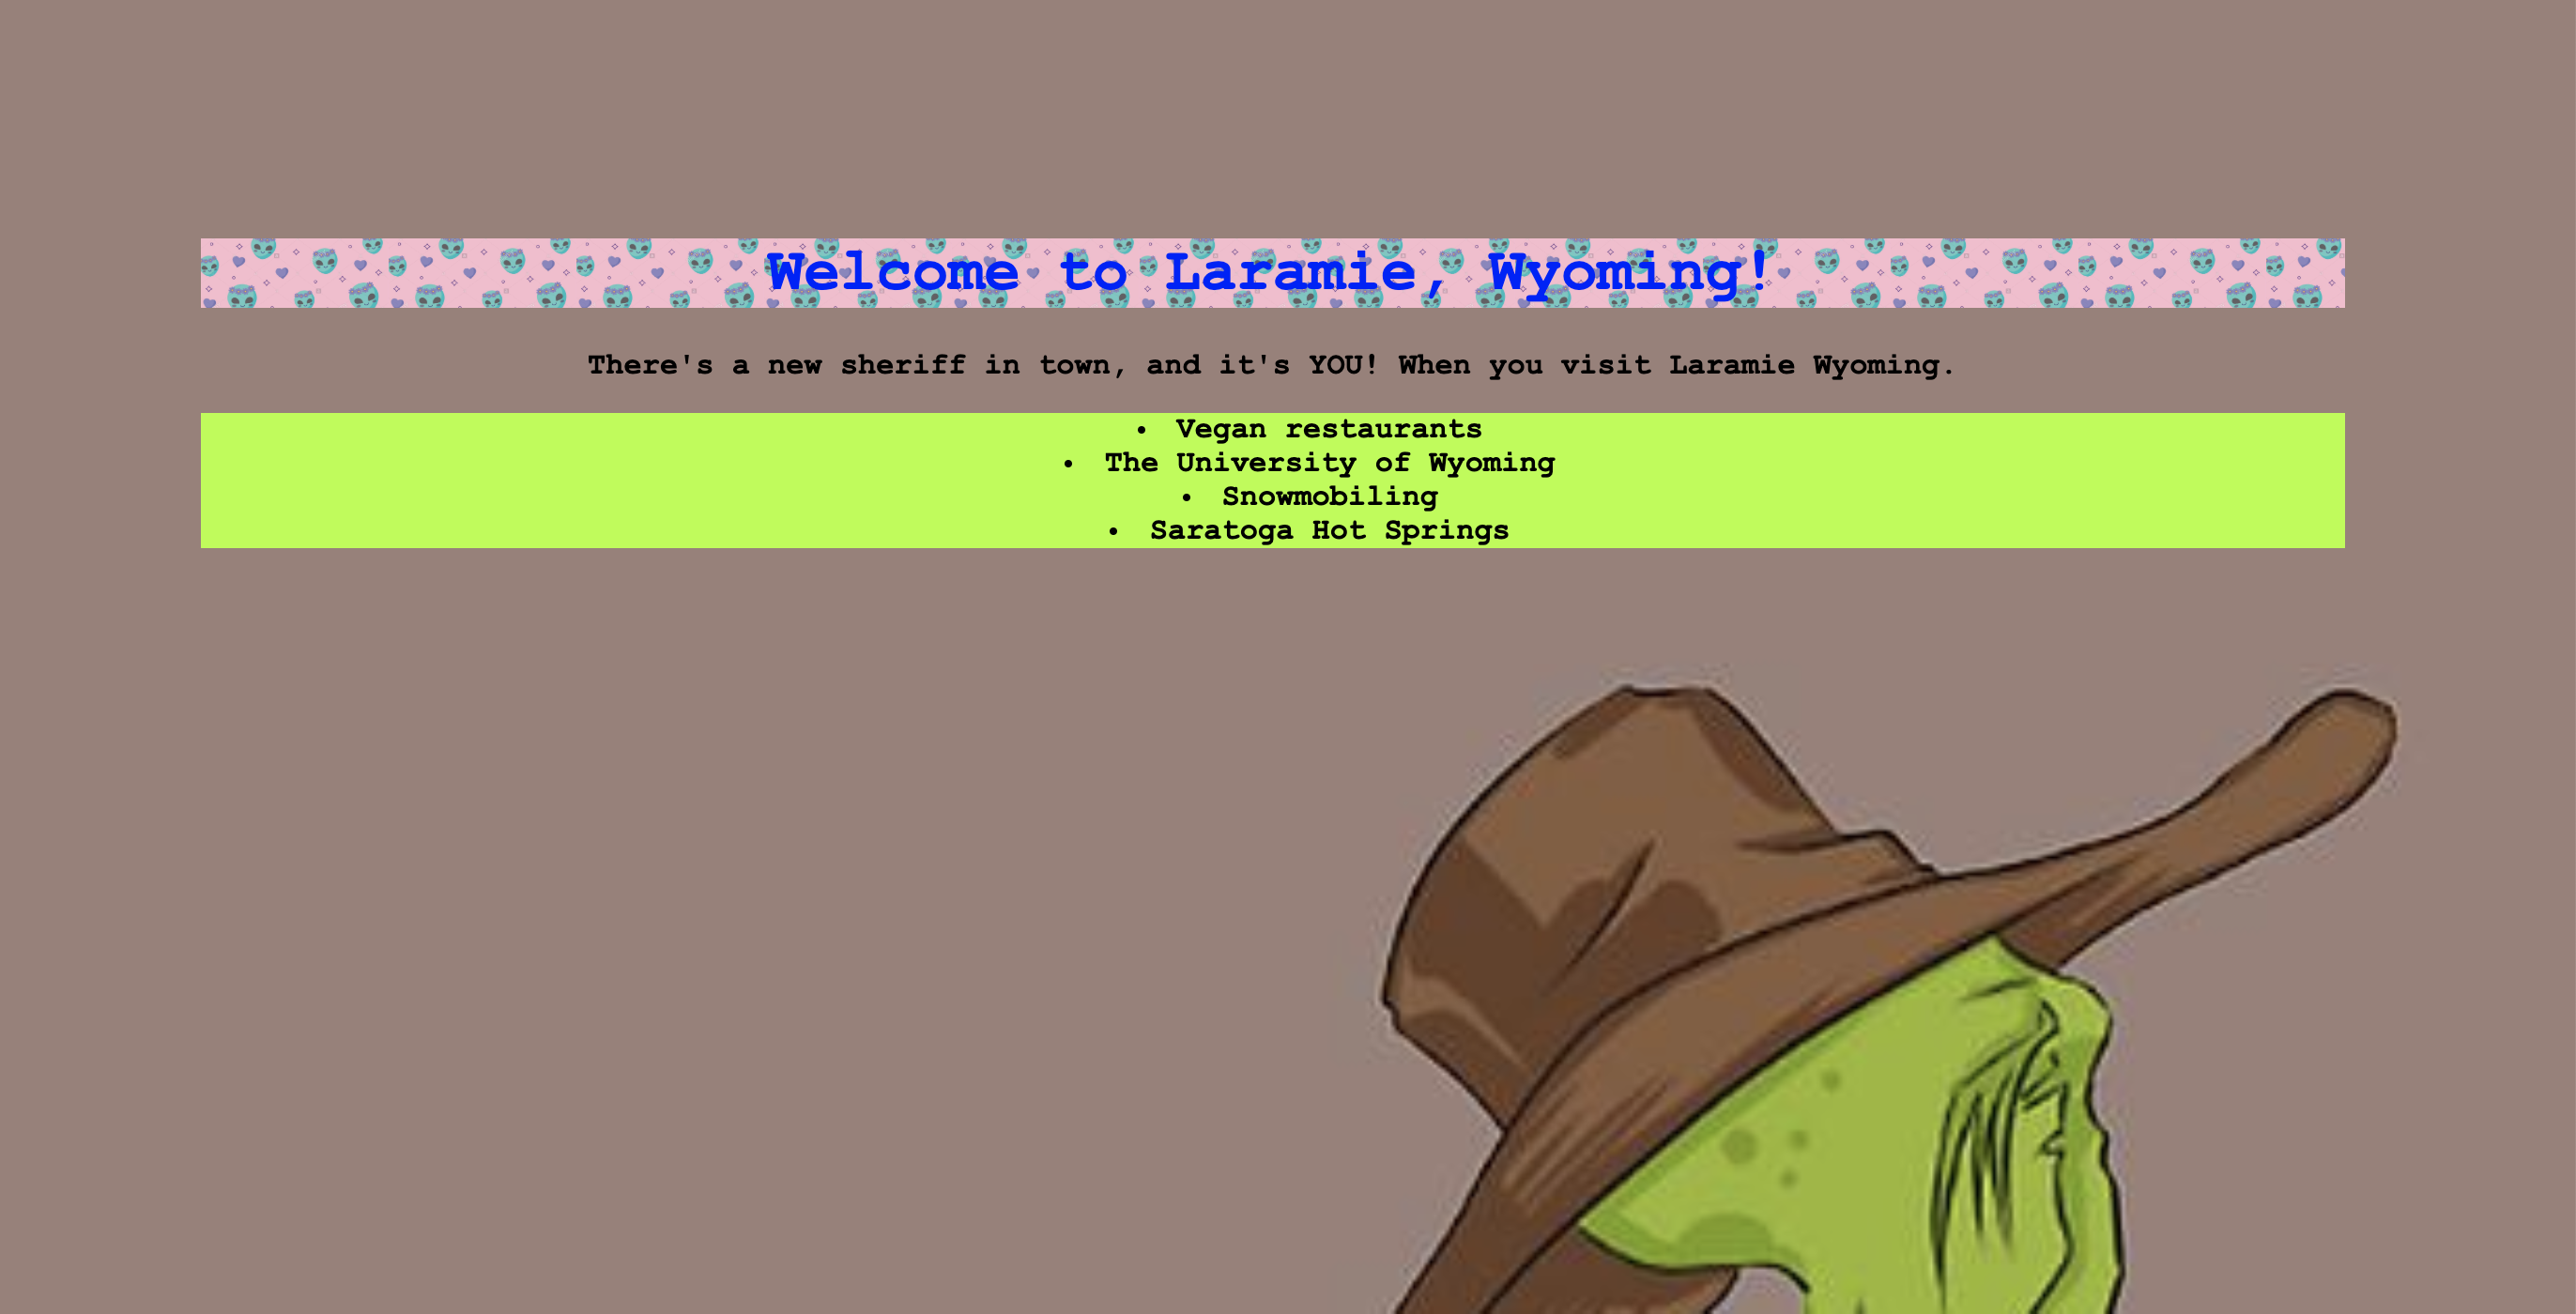 Welcome to Laramie, Wyoming!
There's a new sheriff in town, and it's YOU! When you visit Laramie Wyoming.
• Vegan restaurants
• The University of Wyoming
• Snowmobiling
• Saratoga Hot Springs